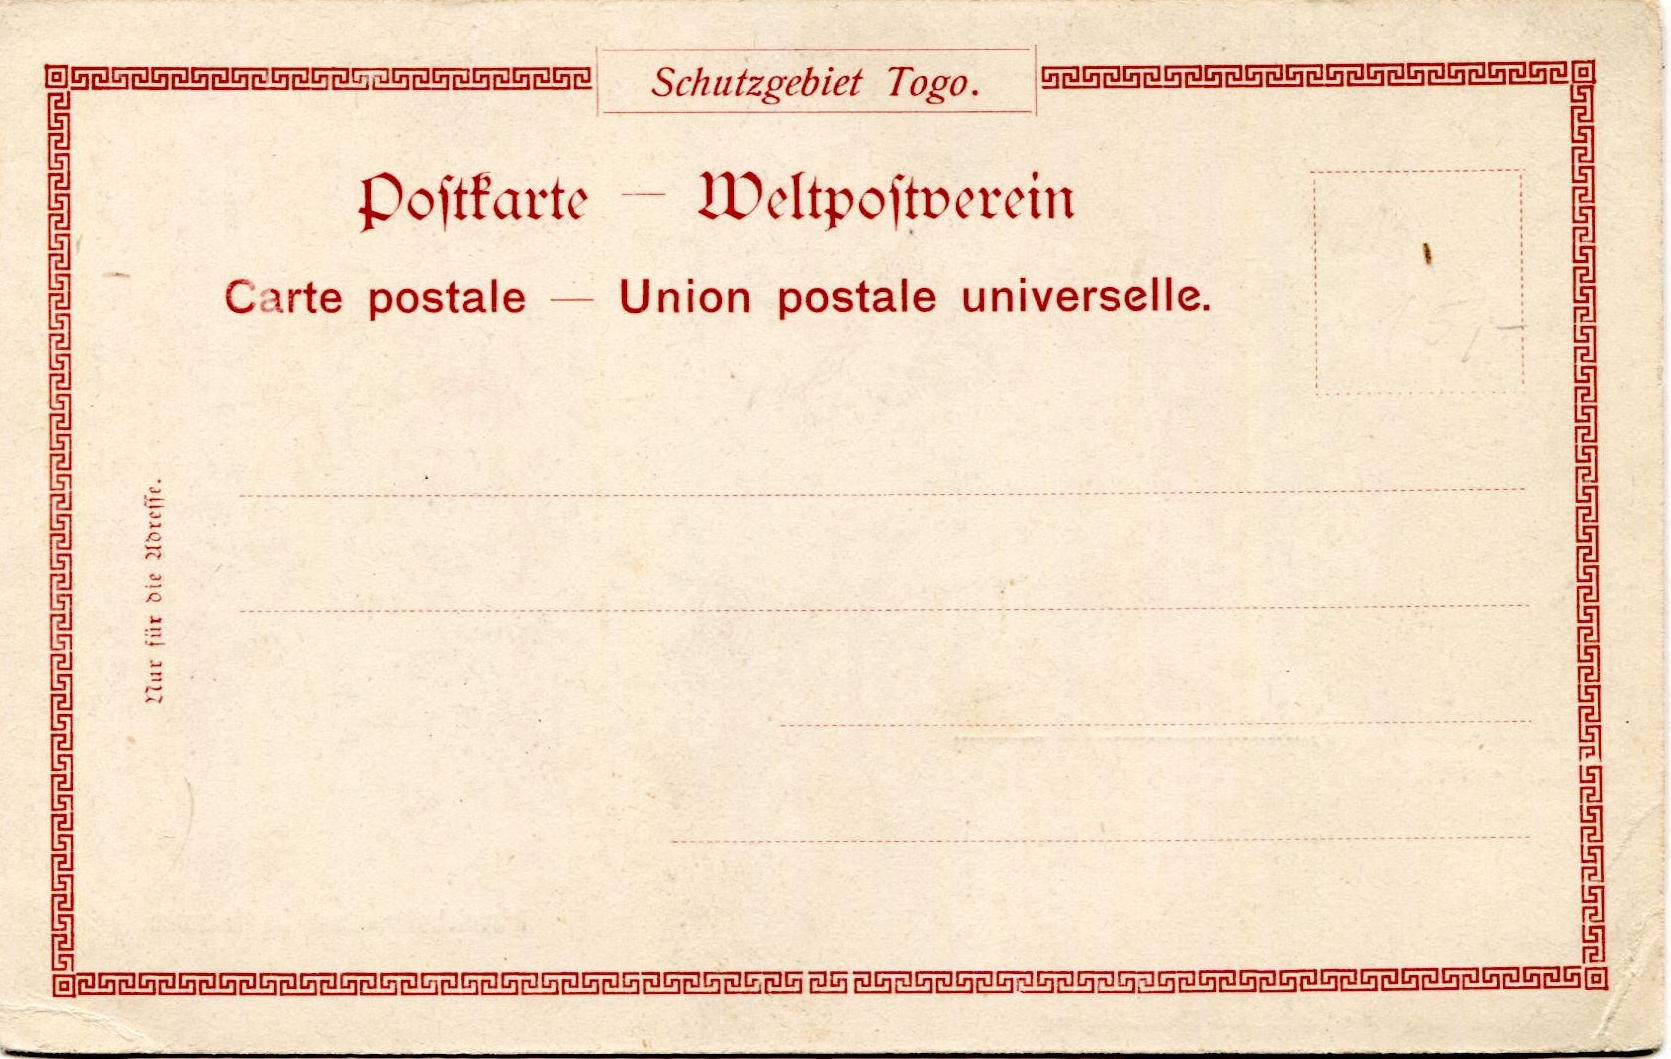 Schutzgebiet Togo.
Poſtkarte — Weltpoſtverein
Carte postale — Union postale universelle.
Nur für die Adreſſe.